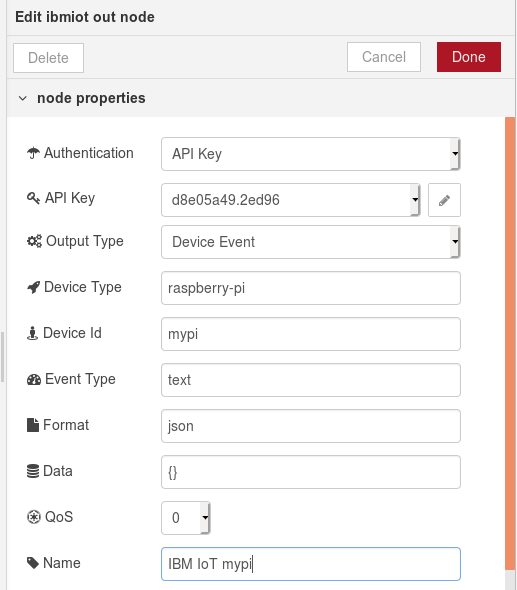 Edit ibmiot out node
Delete Cancel Done
node properties
Authentication API Key
API Key d8e05a49.2ed96
Output Type Device Event
Device Type raspberry-pi
Device Id mypi
Event Type text
Format json
Data {}
QoS 0
Name IBM IoT mypi